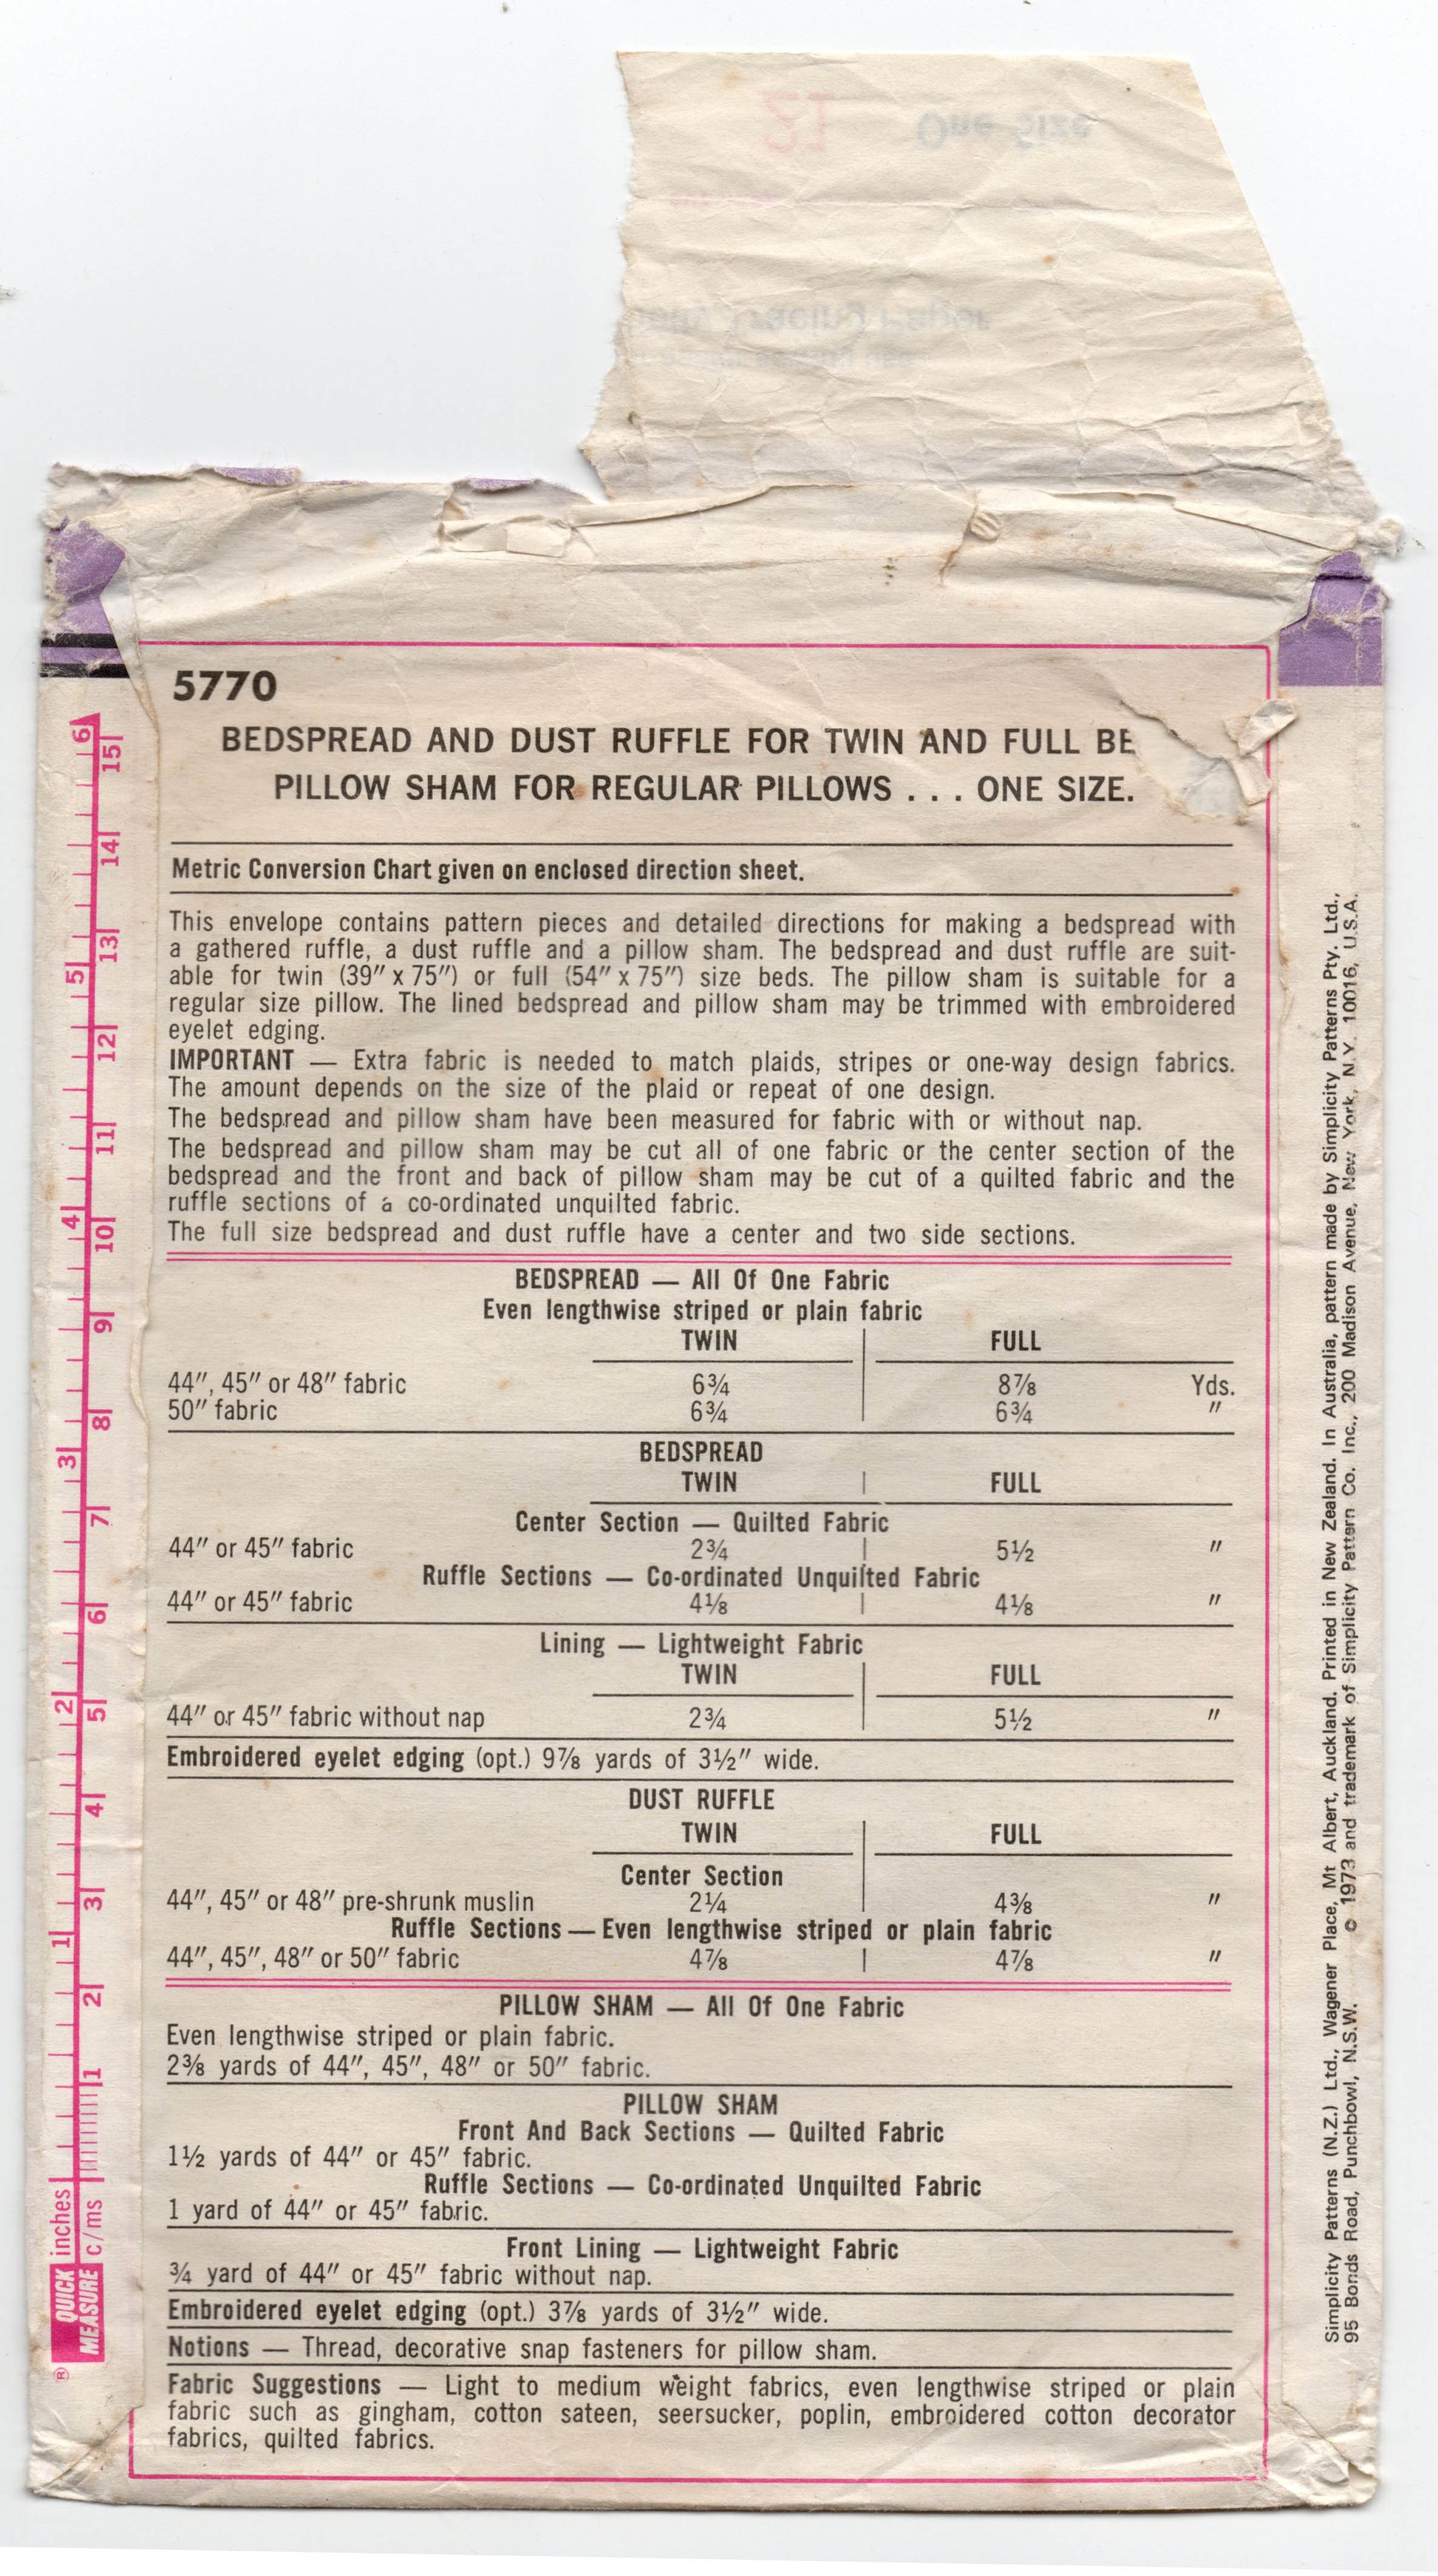 One Size
5770
BEDSPREAD AND DUST RUFFLE FOR TWIN AND FULL BE
PILLOW SHAM FOR REGULAR PILLOWS . . . ONE SIZE.
Metric Conversion Chart given on enclosed direction sheet.
This envelope contains pattern pieces and detailed directions for making a bedspread with
a gathered ruffle, a dust ruffle and a pillow sham. The bedspread and dust ruffle are suit-
able for twin (39″ x 75″) or full (54″ x 75″) size beds. The pillow sham is suitable for a
regular size pillow. The lined bedspread and pillow sham may be trimmed with embroidered
eyelet edging.
IMPORTANT — Extra fabric is needed to match plaids, stripes or one-way design fabrics.
The amount depends on the size of the plaid or repeat of one design.
The bedspread and pillow sham have been measured for fabric with or without nap.
The bedspread and pillow sham may be cut all of one fabric or the center section of the
bedspread and the front and back of pillow sham may be cut of a quilted fabric and the
ruffle sections of a co-ordinated unquilted fabric.
The full size bedspread and dust ruffle have a center and two side sections.
BEDSPREAD — All Of One Fabric
Even lengthwise striped or plain fabric
TWIN FULL
44″, 45″ or 48″ fabric 6¾ 8⅞ Yds.
50″ fabric 6¾ 6¾ ″
BEDSPREAD
TWIN FULL
Center Section — Quilted Fabric
44″ or 45″ fabric 2¾ 5½ ″
Ruffle Sections — Co-ordinated Unquilted Fabric
44″ or 45″ fabric 4⅛ 4⅛ ″
Lining — Lightweight Fabric
TWIN FULL
44″ or 45″ fabric without nap 2¾ 5½ ″
Embroidered eyelet edging (opt.) 9⅞ yards of 3½″ wide.
DUST RUFFLE
TWIN FULL
Center Section
44″, 45″ or 48″ pre-shrunk muslin 2¼ 4⅜ ″
Ruffle Sections — Even lengthwise striped or plain fabric
44″, 45″, 48″ or 50″ fabric 4⅞ 4⅞ ″
PILLOW SHAM — All Of One Fabric
Even lengthwise striped or plain fabric.
2⅜ yards of 44″, 45″, 48″ or 50″ fabric.
PILLOW SHAM
Front And Back Sections — Quilted Fabric
1½ yards of 44″ or 45″ fabric.
Ruffle Sections — Co-ordinated Unquilted Fabric
1 yard of 44″ or 45″ fabric.
Front Lining — Lightweight Fabric
¾ yard of 44″ or 45″ fabric without nap.
Embroidered eyelet edging (opt.) 3⅞ yards of 3½″ wide.
Notions — Thread, decorative snap fasteners for pillow sham.
Fabric Suggestions — Light to medium weight fabrics, even lengthwise striped or plain
fabric such as gingham, cotton sateen, seersucker, poplin, embroidered cotton decorator
fabrics, quilted fabrics.
® QUICK MEASURE
inches 1 2 3 4 5 6
c/ms 1 2 3 4 5 6 7 8 9 10 11 12 13 14 15
Simplicity Patterns (N.Z.) Ltd., Wagener Place, Mt Albert, Auckland. Printed in New Zealand. In Australia, pattern made by Simplicity Patterns Pty. Ltd.,
95 Bonds Road, Punchbowl, N.S.W. © 1973 and trademark of Simplicity Pattern Co. Inc., 200 Madison Avenue, New York, N.Y. 10016, U.S.A.